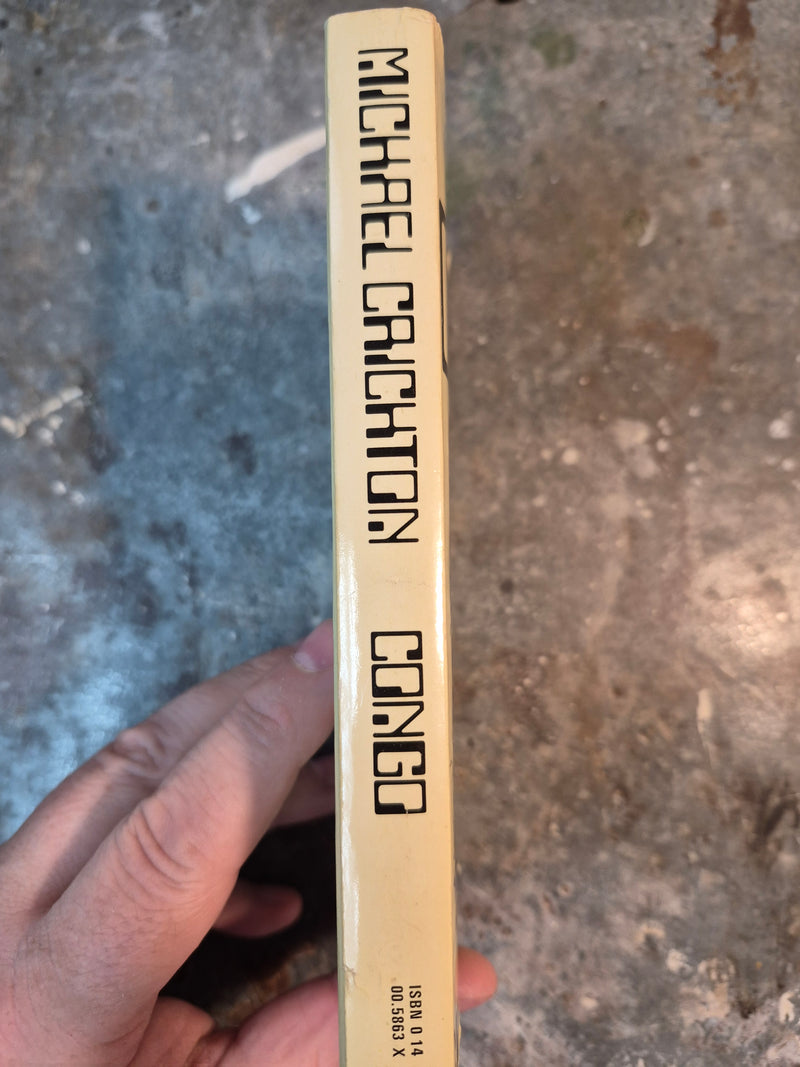 MICHAEL CRICHTON CONGO
ISBN 0 14
00.5863 X